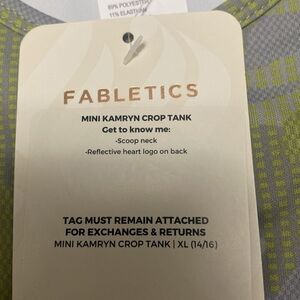 89% POLYESTER
11% ELASTANE
FABLETICS
MINI KAMRYN CROP TANK
Get to know me:
•Scoop neck
•Reflective heart logo on back
TAG MUST REMAIN ATTACHED
FOR EXCHANGES & RETURNS
MINI KAMRYN CROP TANK | XL (14/16)